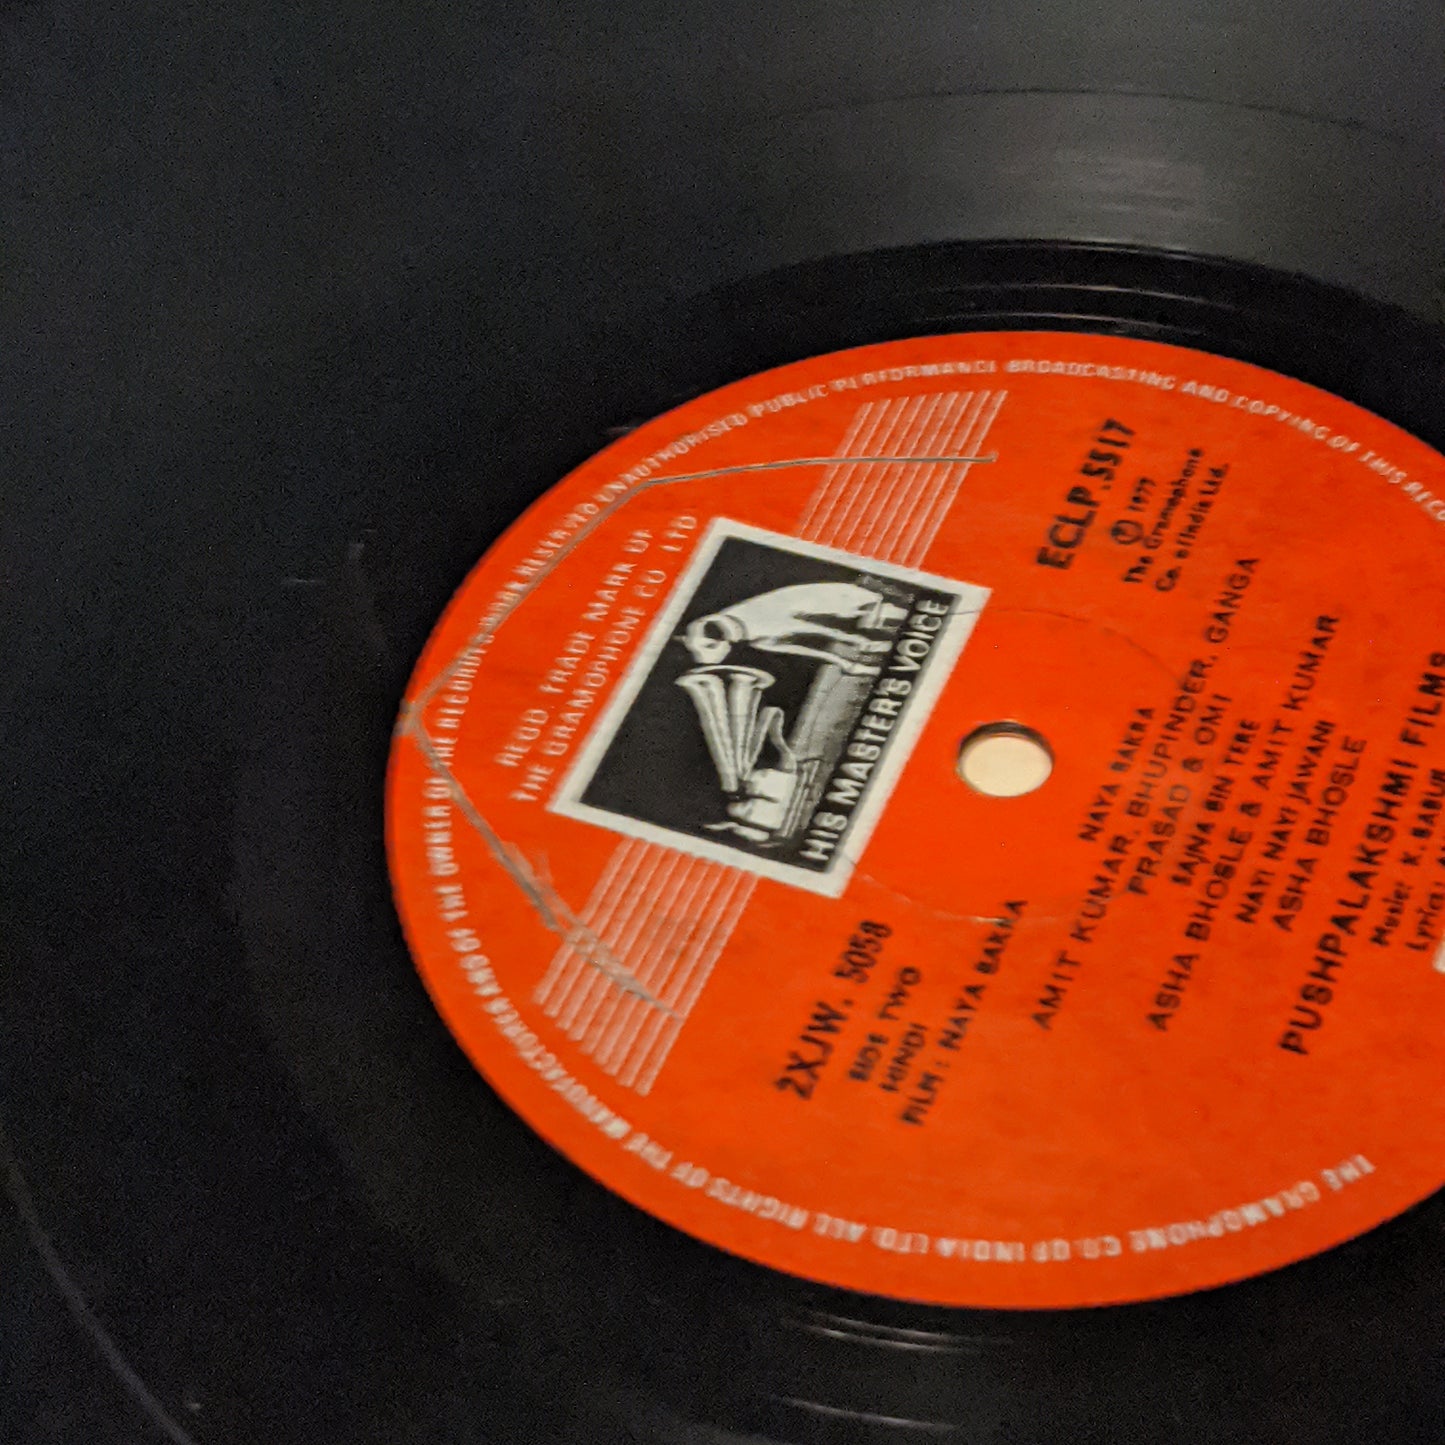 THE GRAMOPHONE CO. OF INDIA LTD. ALL RIGHTS OF THE MANUFACTURER AND OF THE OWNER OF THE RECORDED WORK RESERVED UNAUTHORISED PUBLIC PERFORMANCE BROADCASTING AND COPYING OF THIS
REGD. TRADE MARK OF
THE GRAMOPHONE CO. LTD
HIS MASTER'S VOICE
2XJW. 5058
SIDE TWO
HINDI
FILM : NAYA BAKRA
ECLP.5517
℗ 1977
The Gramophone
Co. of India Ltd.
NAYA BAKRA
AMIT KUMAR, BHUPINDER, GANGA
PRASAD & OMI
SAJNA BIN TERE
ASHA BHOSLE & AMIT KUMAR
NAYI NAYI JAWANI
ASHA BHOSLE
PUSHPALAKSHMI FILMS
Music: K. BABUJI
Lyrics: